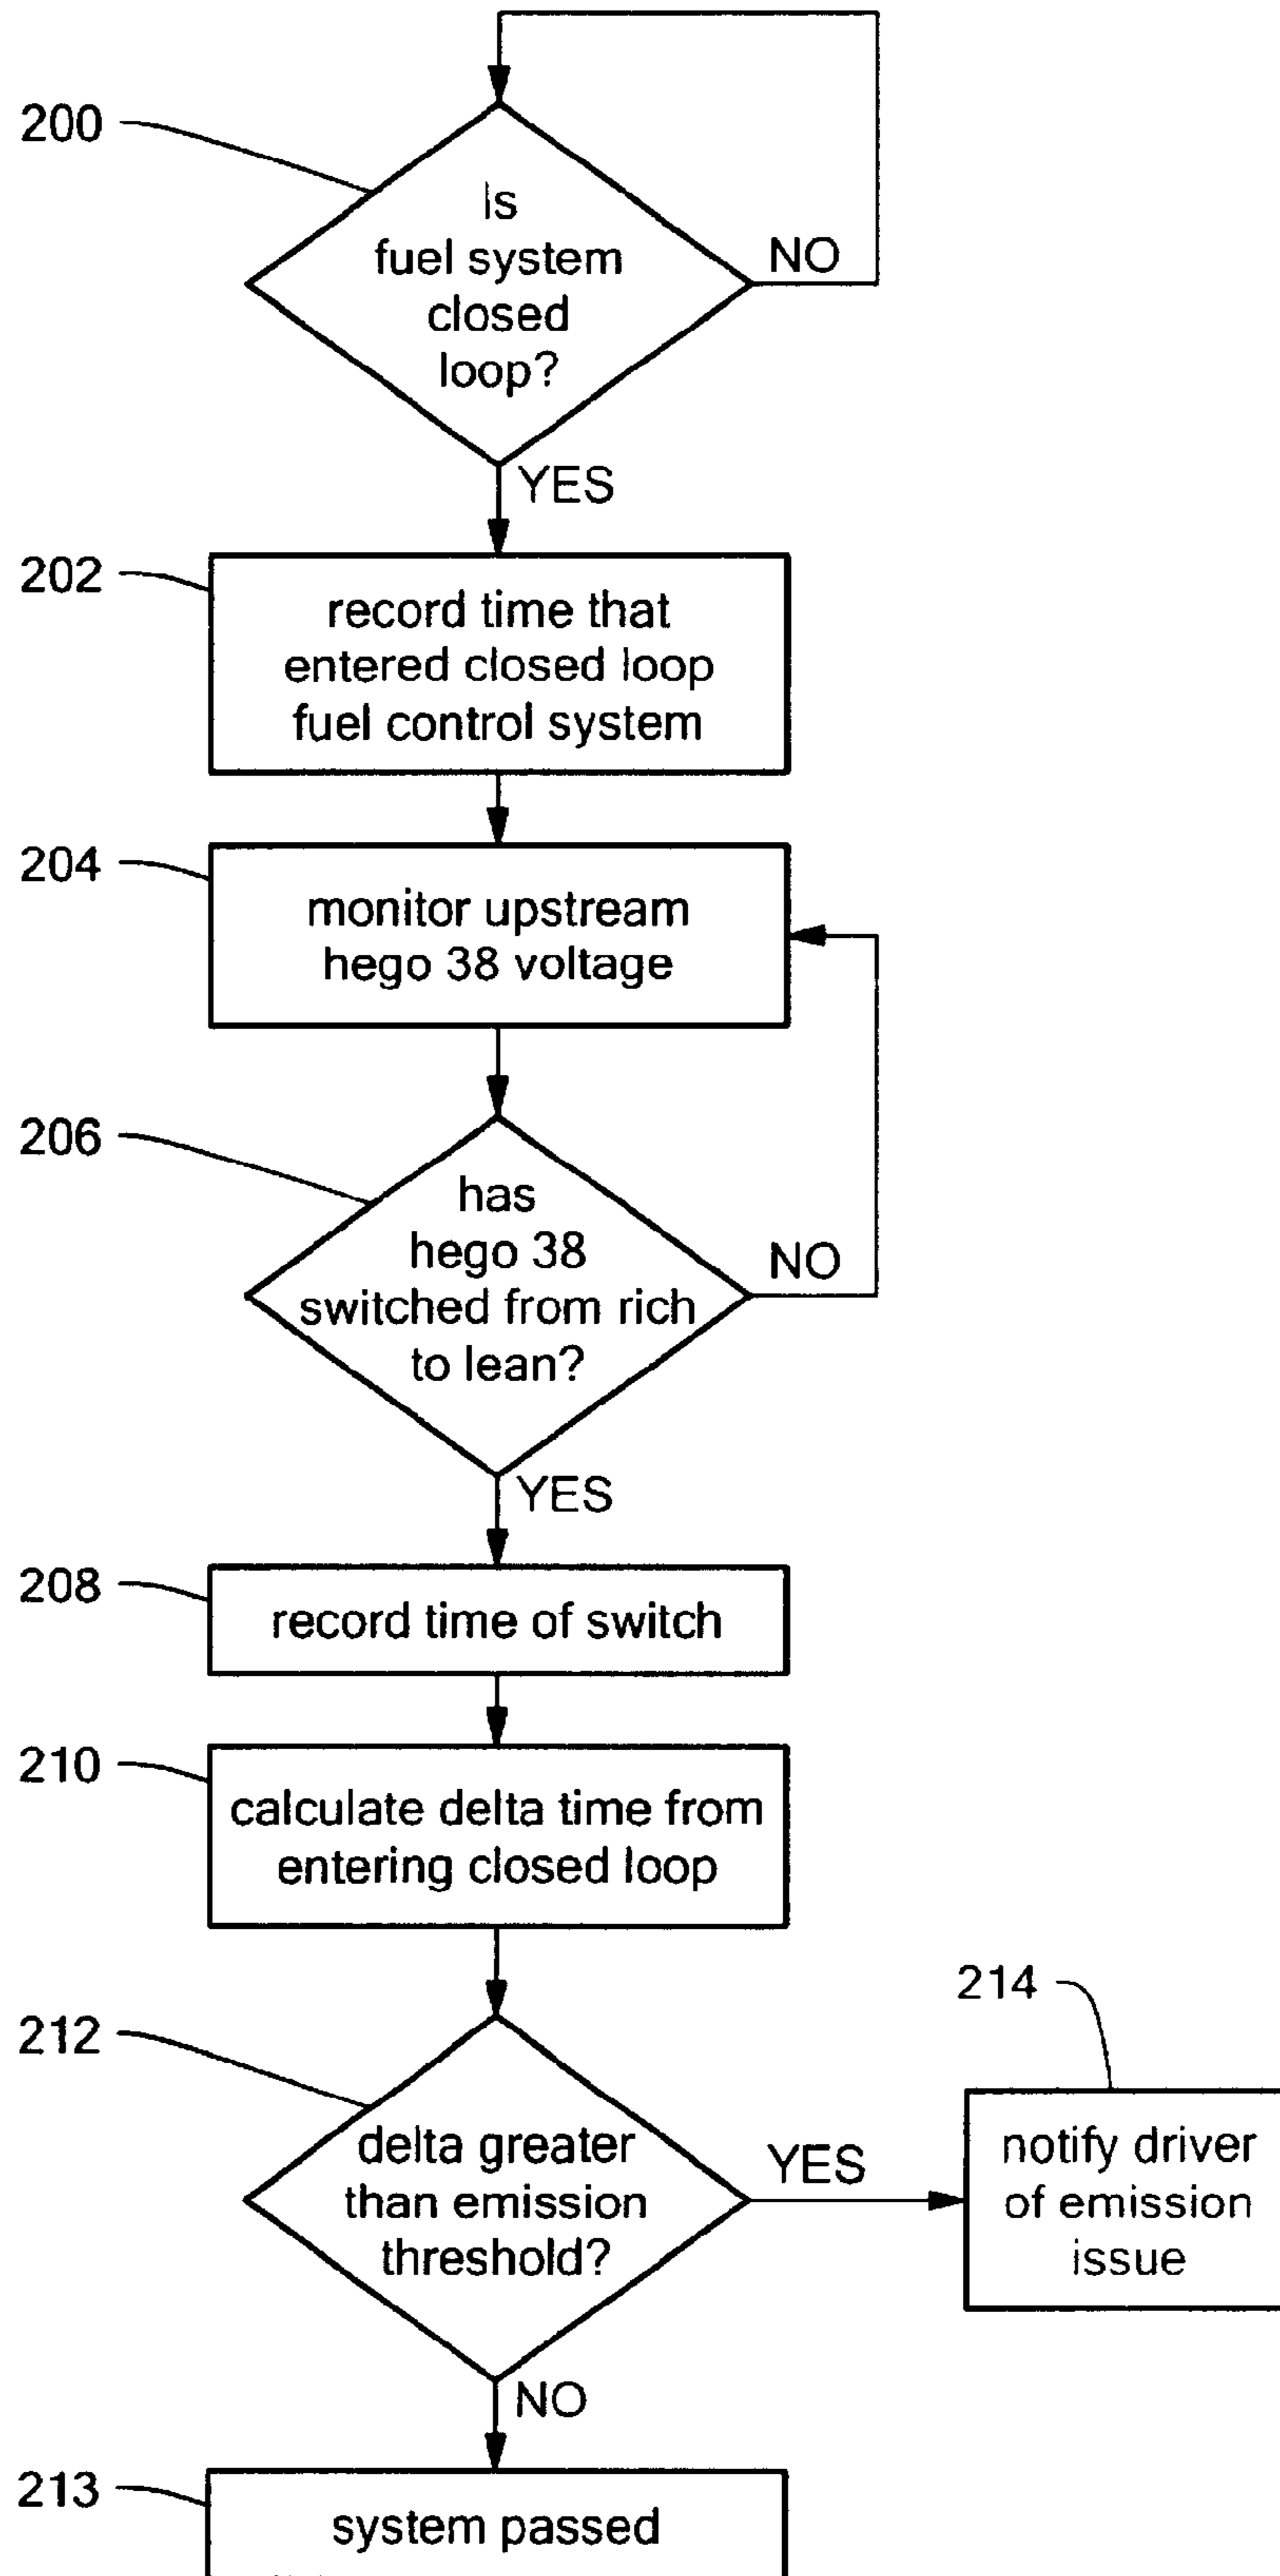 200
Is
fuel system
closed
loop?
NO
YES
202
record time that
entered closed loop
fuel control system
204
monitor upstream
hego 38 voltage
206
has
hego 38
switched from rich
to lean?
NO
YES
208
record time of switch
210
calculate delta time from
entering closed loop
212
delta greater
than emission
threshold?
YES
214
notify driver
of emission
issue
NO
213
system passed